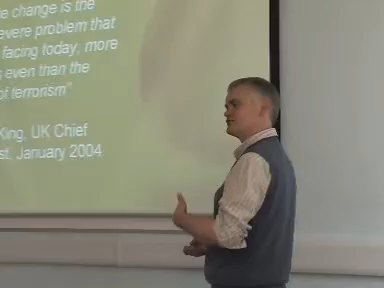 e change is the
evere problem that
facing today, more
s even than the
of terrorism"
King, UK Chief
st, January 2004